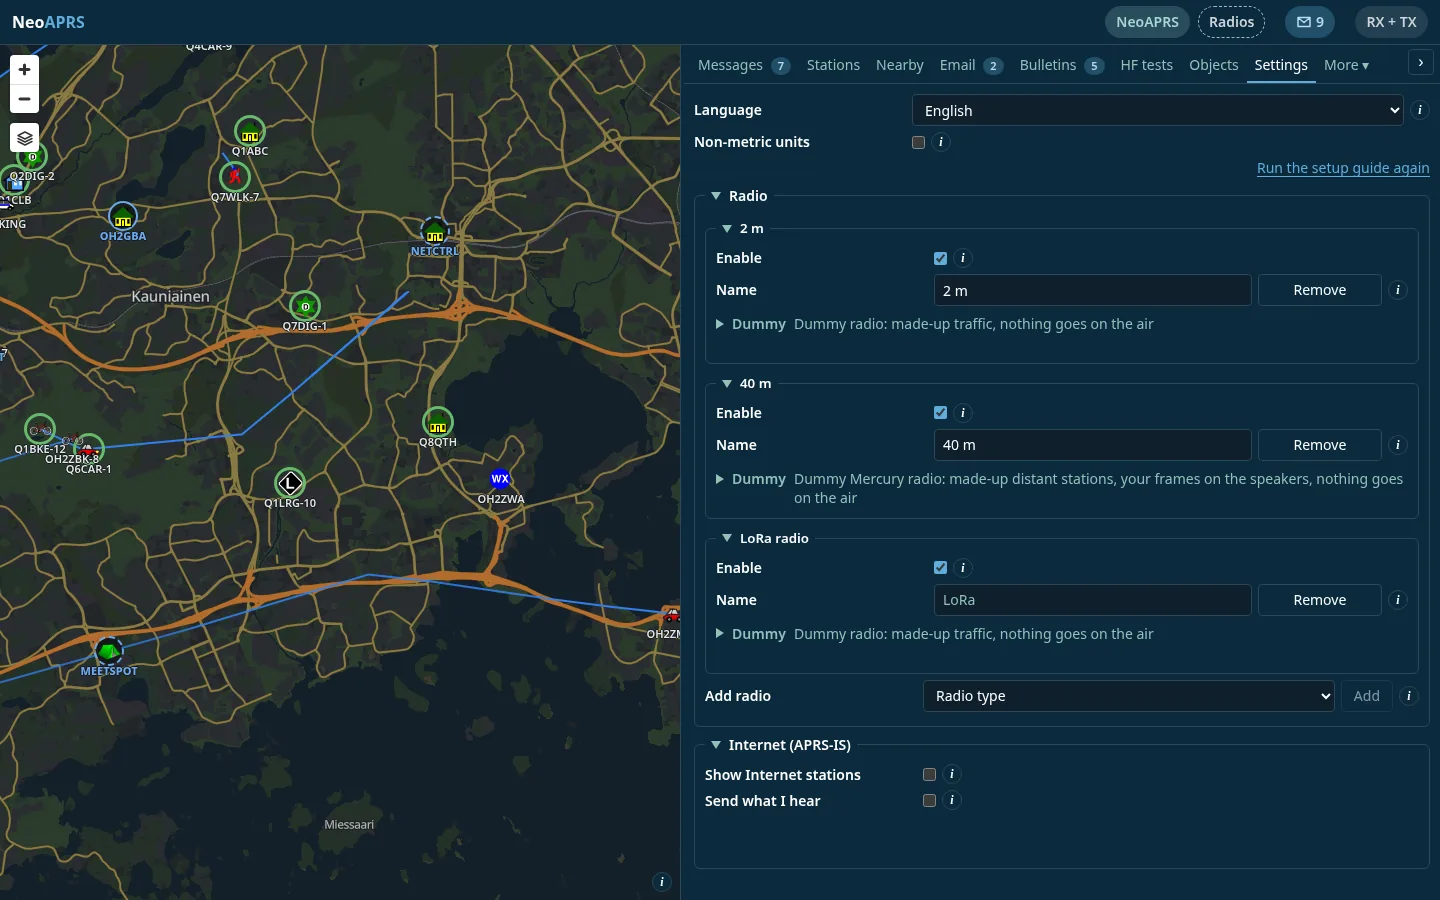 NeoAPRS
NeoAPRS
Radios
9
RX + TX
Messages 7
Stations
Nearby
Email 2
Bulletins 5
HF tests
Objects
Settings
More ▾
›
+
−
Q4CAR-9
Q1ABC
D
Q2DIG-2
Q7WLK-7
Q1CLB
KING
OH2GBA
NETCTRL
Kauniainen
D
Q7DIG-1
7
Q1BKE-12
OH2ZBK-8
Q6CAR-1
Q8QTH
L
Q1LRG-10
WX
OH2ZWA
OH2ZM
MEETSPOT
Miessaari
i
Language English i
Non-metric units i
Run the setup guide again
Radio
2 m
Enable i
Name 2 m Remove i
Dummy Dummy radio: made-up traffic, nothing goes on the air
40 m
Enable i
Name 40 m Remove i
Dummy Dummy Mercury radio: made-up distant stations, your frames on the speakers, nothing goes
on the air
LoRa radio
Enable i
Name LoRa Remove i
Dummy Dummy radio: made-up traffic, nothing goes on the air
Add radio Radio type Add i
Internet (APRS-IS)
Show Internet stations i
Send what I hear i